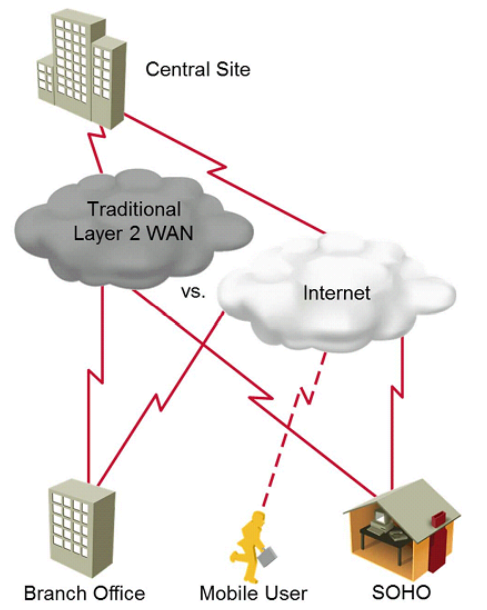 Central Site
Traditional
Layer 2 WAN
vs.
Internet
Branch Office
Mobile User
SOHO